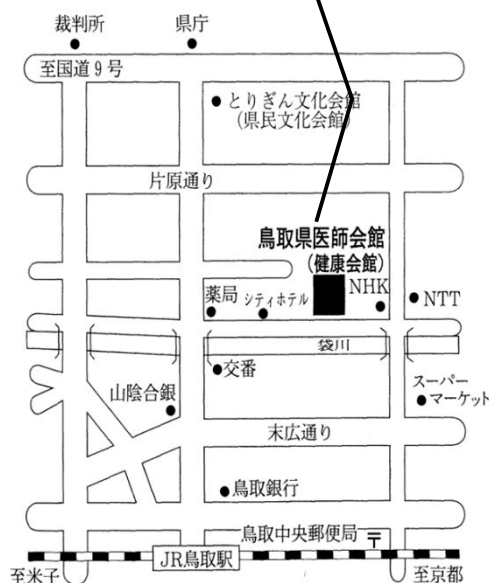 裁判所
県庁
至国道9号
とりぎん文化会館
(県民文化会館)
片原通り
鳥取県医師会館
(健康会館)
薬局
シティホテル
NHK
NTT
袋川
交番
山陰合銀
スーパー
マーケット
末広通り
鳥取銀行
鳥取中央郵便局
〒
至米子
JR鳥取駅
至京都